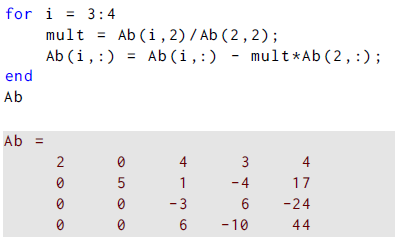 for i = 3:4
    mult = Ab(i,2)/Ab(2,2);
    Ab(i,:) = Ab(i,:) - mult*Ab(2,:);
end
Ab
Ab =
     2     0     4     3     4
     0     5     1    -4    17
     0     0    -3     6   -24
     0     0     6   -10    44